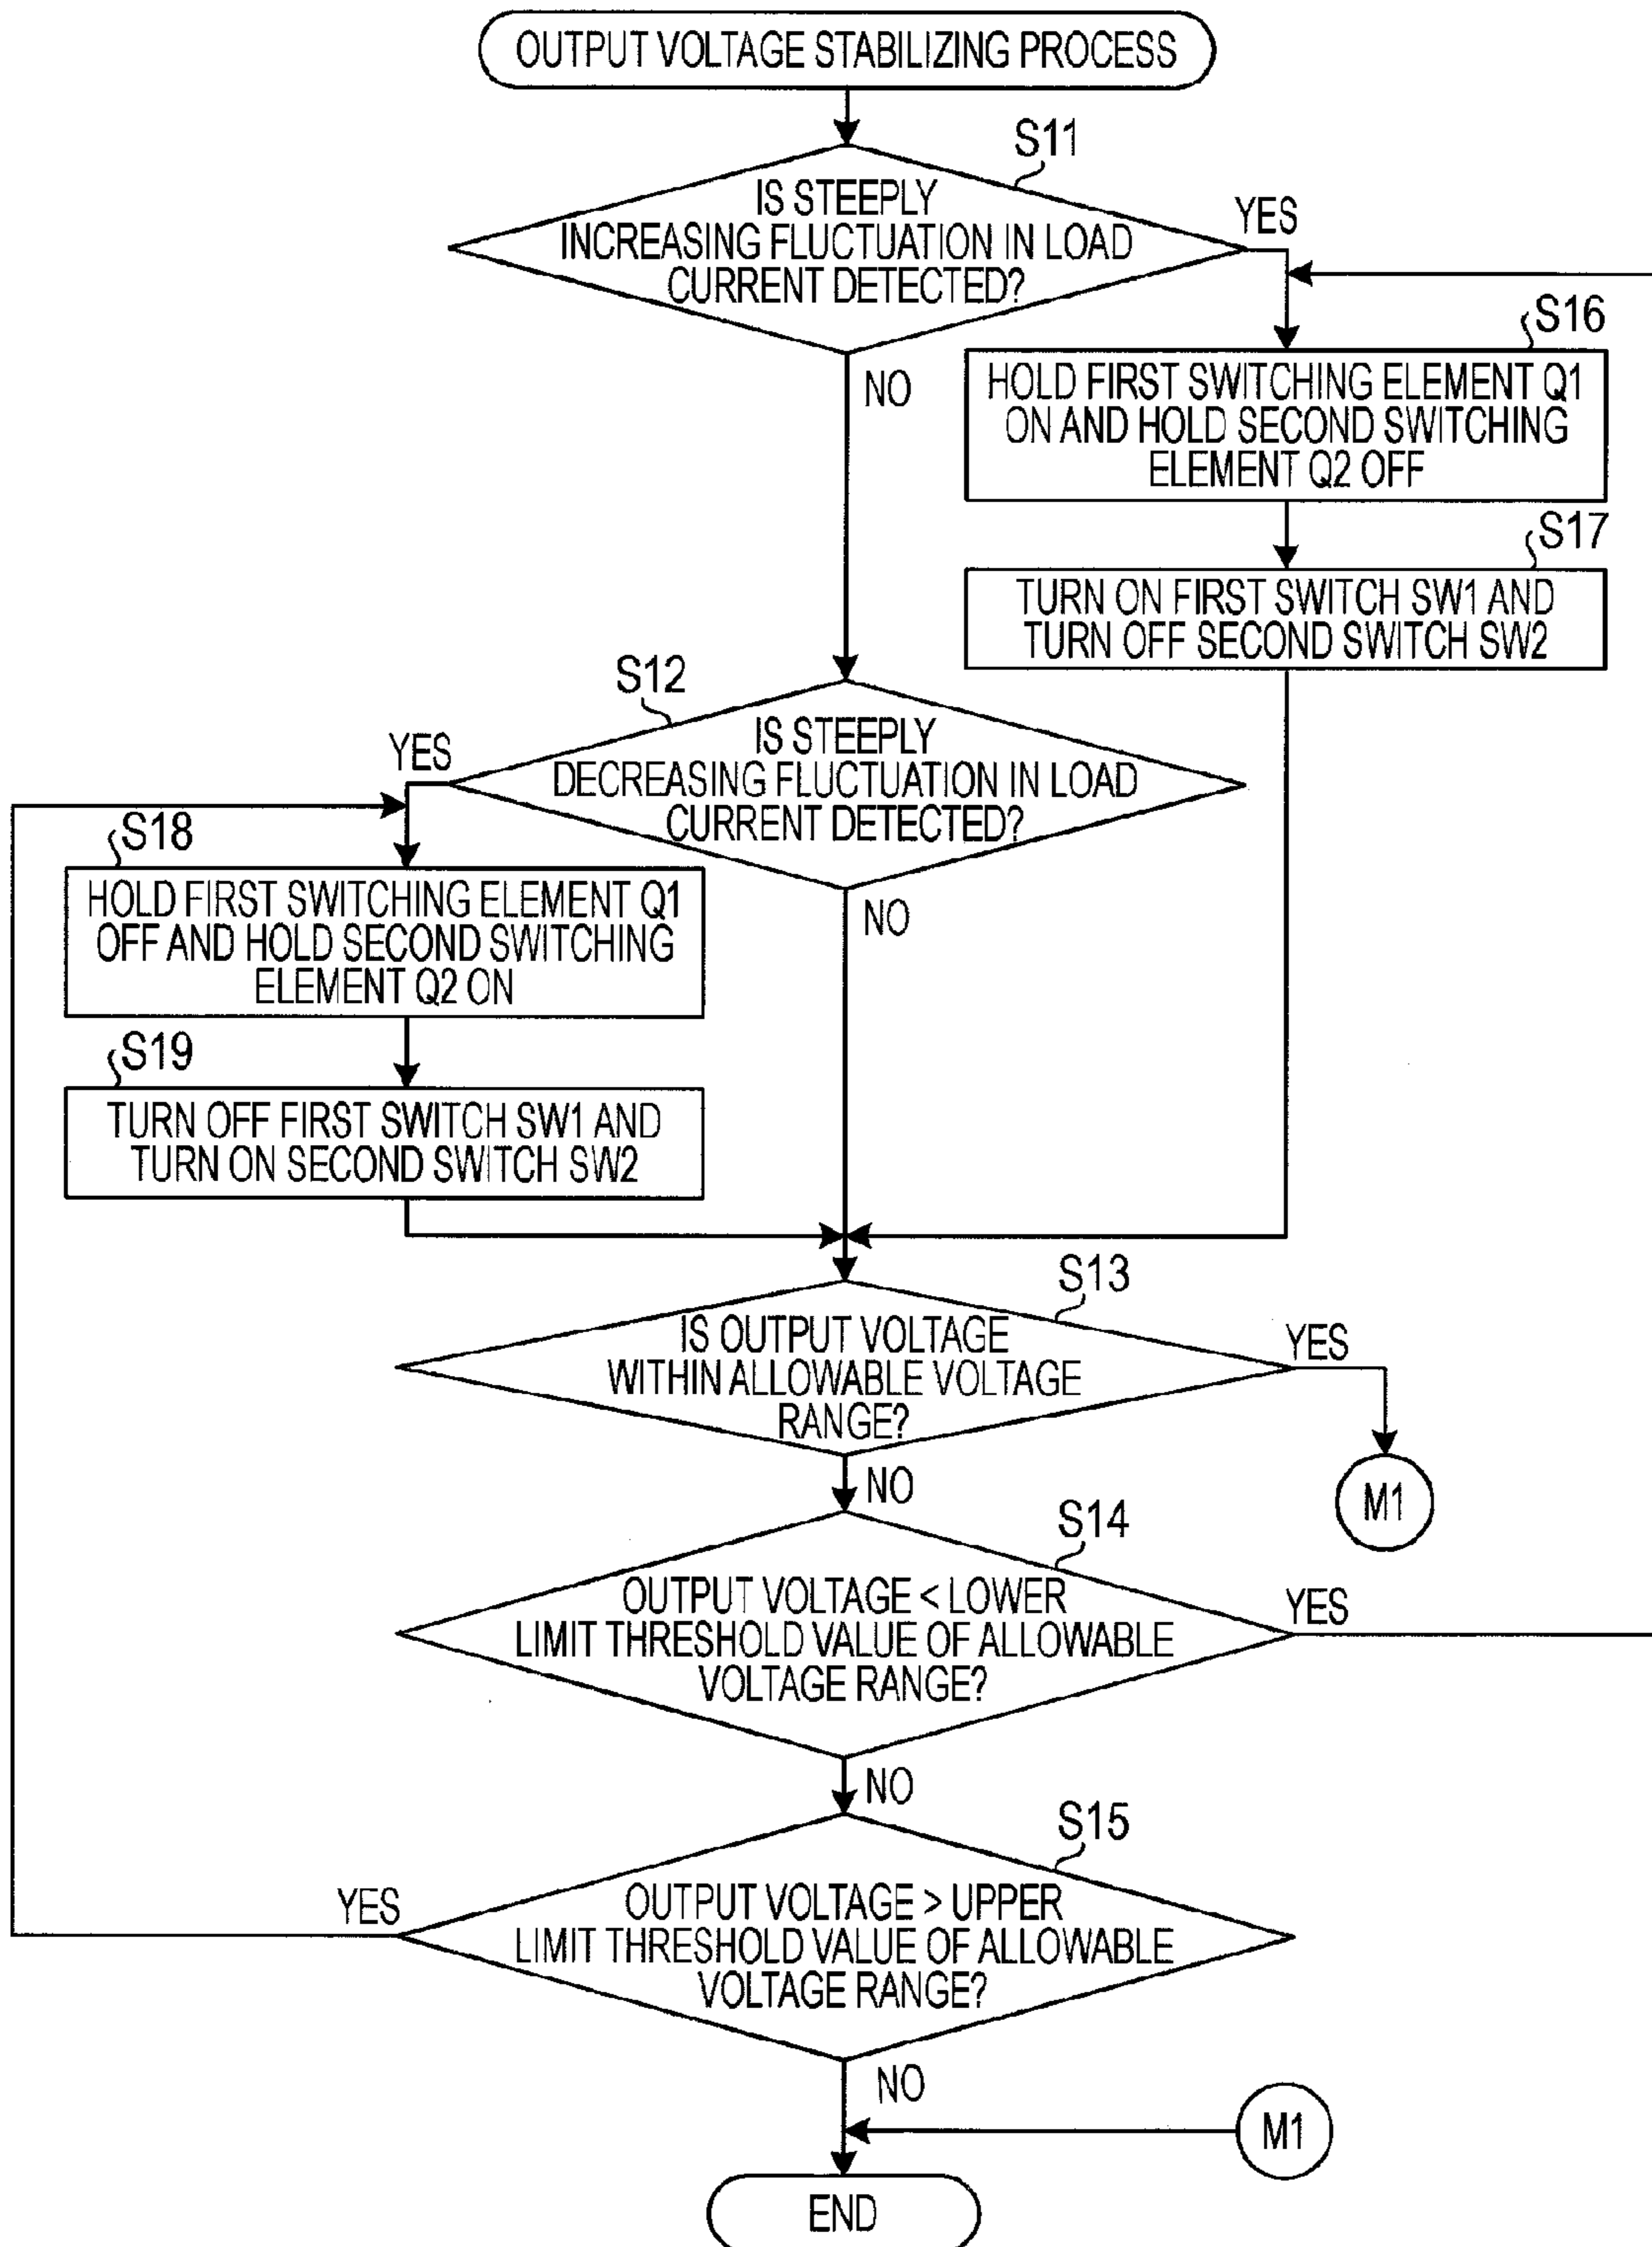 OUTPUT VOLTAGE STABILIZING PROCESS
S11
IS STEEPLY
INCREASING FLUCTUATION IN LOAD
CURRENT DETECTED?
YES
NO
S16
HOLD FIRST SWITCHING ELEMENT Q1
ON AND HOLD SECOND SWITCHING
ELEMENT Q2 OFF
S17
TURN ON FIRST SWITCH SW1 AND
TURN OFF SECOND SWITCH SW2
S12
IS STEEPLY
DECREASING FLUCTUATION IN LOAD
CURRENT DETECTED?
YES
NO
S18
HOLD FIRST SWITCHING ELEMENT Q1
OFF AND HOLD SECOND SWITCHING
ELEMENT Q2 ON
S19
TURN OFF FIRST SWITCH SW1 AND
TURN ON SECOND SWITCH SW2
S13
IS OUTPUT VOLTAGE
WITHIN ALLOWABLE VOLTAGE
RANGE?
YES
M1
NO
S14
OUTPUT VOLTAGE < LOWER
LIMIT THRESHOLD VALUE OF ALLOWABLE
VOLTAGE RANGE?
YES
NO
S15
OUTPUT VOLTAGE > UPPER
LIMIT THRESHOLD VALUE OF ALLOWABLE
VOLTAGE RANGE?
YES
NO
M1
END